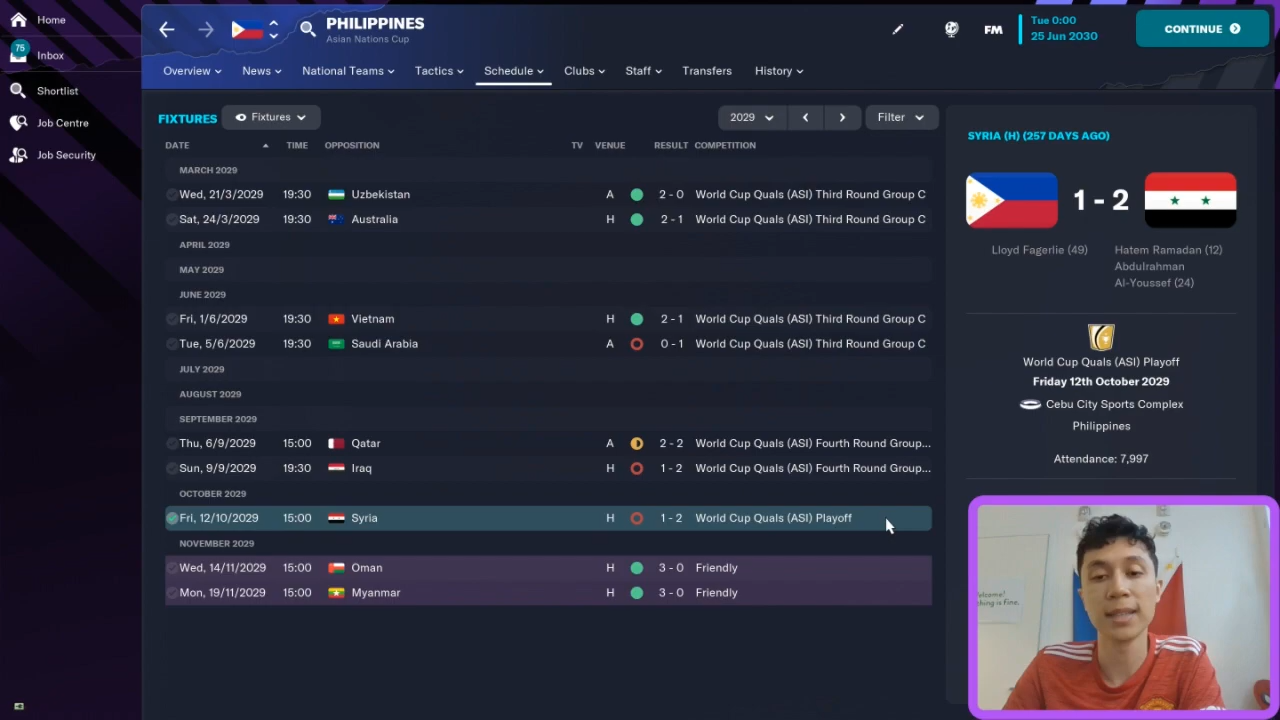 Home
75
Inbox
Shortlist
Job Centre
Job Security
PHILIPPINES
Asian Nations Cup
FM
Tue 0:00
25 Jun 2030
CONTINUE
Overview News National Teams Tactics Schedule Clubs Staff Transfers History
FIXTURES Fixtures 2029 Filter
DATE TIME OPPOSITION TV VENUE RESULT COMPETITION
MARCH 2029
Wed, 21/3/2029 19:30 Uzbekistan A 2 - 0 World Cup Quals (ASI) Third Round Group C
Sat, 24/3/2029 19:30 Australia H 2 - 1 World Cup Quals (ASI) Third Round Group C
APRIL 2029
MAY 2029
JUNE 2029
Fri, 1/6/2029 19:30 Vietnam H 2 - 1 World Cup Quals (ASI) Third Round Group C
Tue, 5/6/2029 19:30 Saudi Arabia A 0 - 1 World Cup Quals (ASI) Third Round Group C
JULY 2029
AUGUST 2029
SEPTEMBER 2029
Thu, 6/9/2029 15:00 Qatar A 2 - 2 World Cup Quals (ASI) Fourth Round Group...
Sun, 9/9/2029 19:30 Iraq H 1 - 2 World Cup Quals (ASI) Fourth Round Group...
OCTOBER 2029
Fri, 12/10/2029 15:00 Syria H 1 - 2 World Cup Quals (ASI) Playoff
NOVEMBER 2029
Wed, 14/11/2029 15:00 Oman H 3 - 0 Friendly
Mon, 19/11/2029 15:00 Myanmar H 3 - 0 Friendly
SYRIA (H) (257 DAYS AGO)
1 - 2
Lloyd Fagerlie (49)
Hatem Ramadan (12)
Abdulrahman
Al-Youssef (24)
World Cup Quals (ASI) Playoff
Friday 12th October 2029
Cebu City Sports Complex
Philippines
Attendance: 7,997
elcome!
hing is fine.